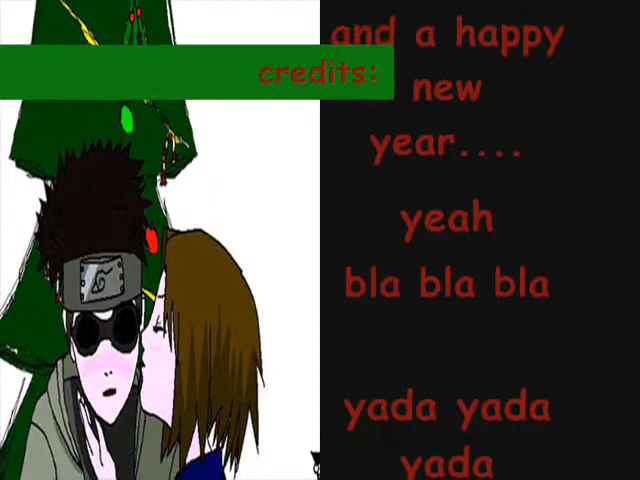 and a happy
credits:
new
year....
yeah
bla bla bla
yada yada
yada